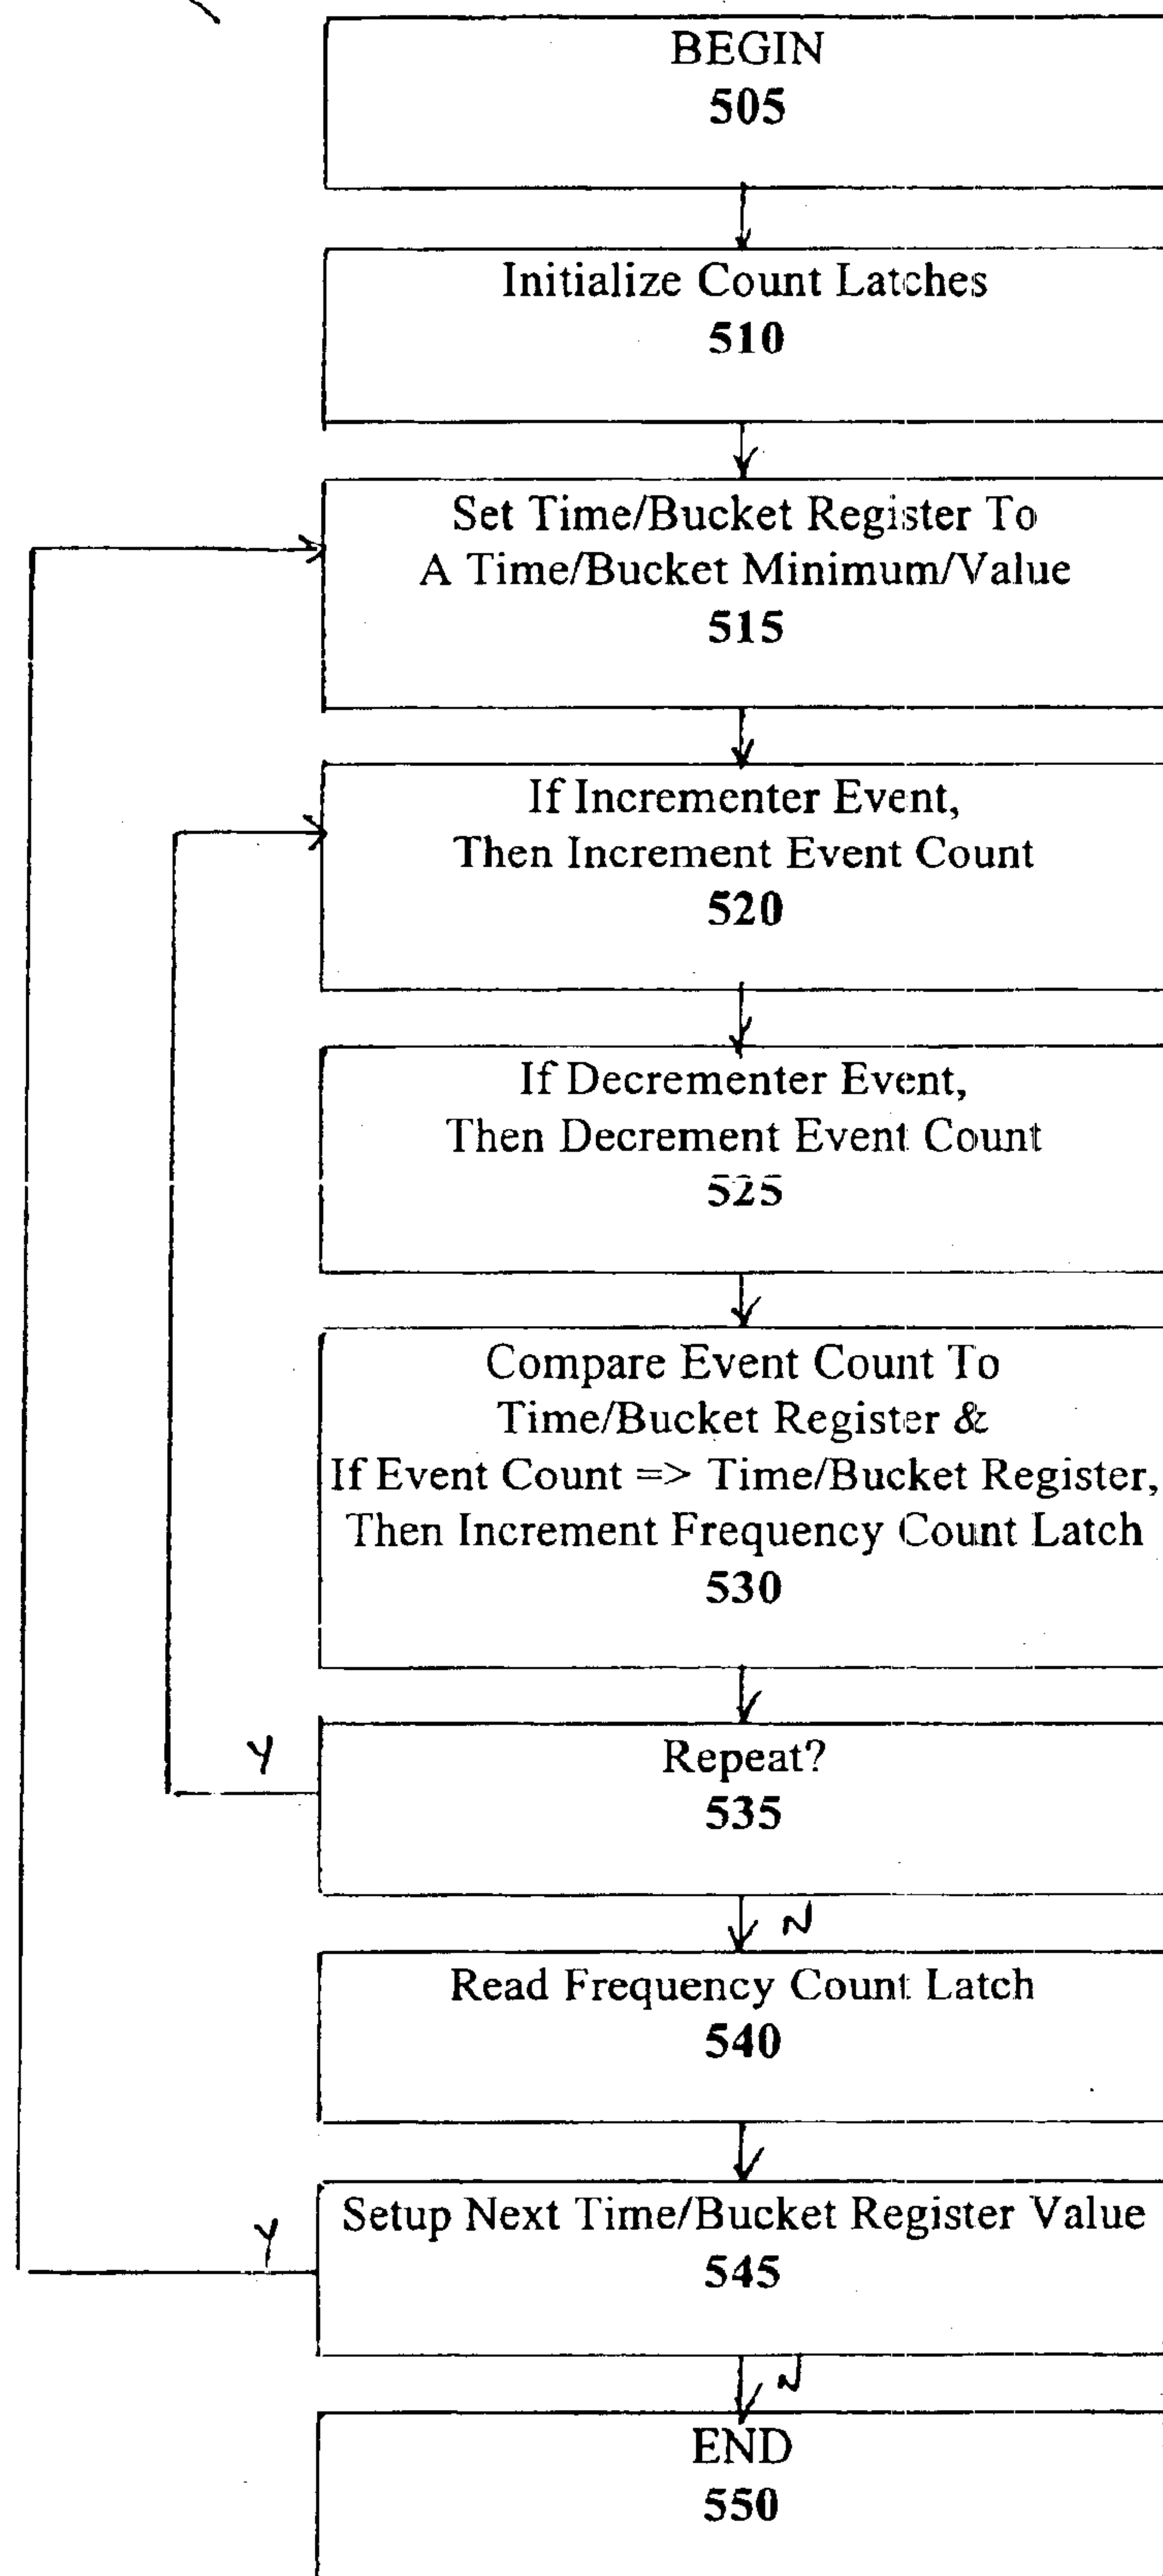 BEGIN
505
Initialize Count Latches
510
Set Time/Bucket Register To
A Time/Bucket Minimum/Value
515
If Incrementer Event,
Then Increment Event Count
520
If Decrementer Event,
Then Decrement Event Count
525
Compare Event Count To
Time/Bucket Register &
If Event Count => Time/Bucket Register,
Then Increment Frequency Count Latch
530
Y
Repeat?
535
N
Read Frequency Count Latch
540
Setup Next Time/Bucket Register Value
Y
545
N
END
550